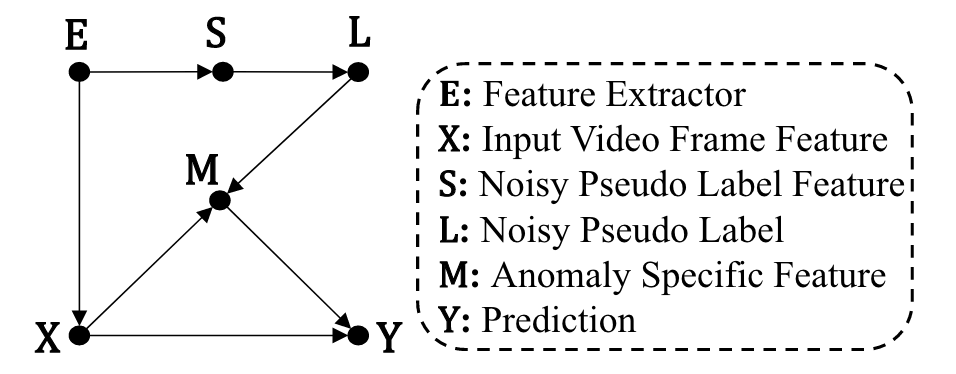 E
S
L
M
X
Y
E: Feature Extractor
X: Input Video Frame Feature
S: Noisy Pseudo Label Feature
L: Noisy Pseudo Label
M: Anomaly Specific Feature
Y: Prediction